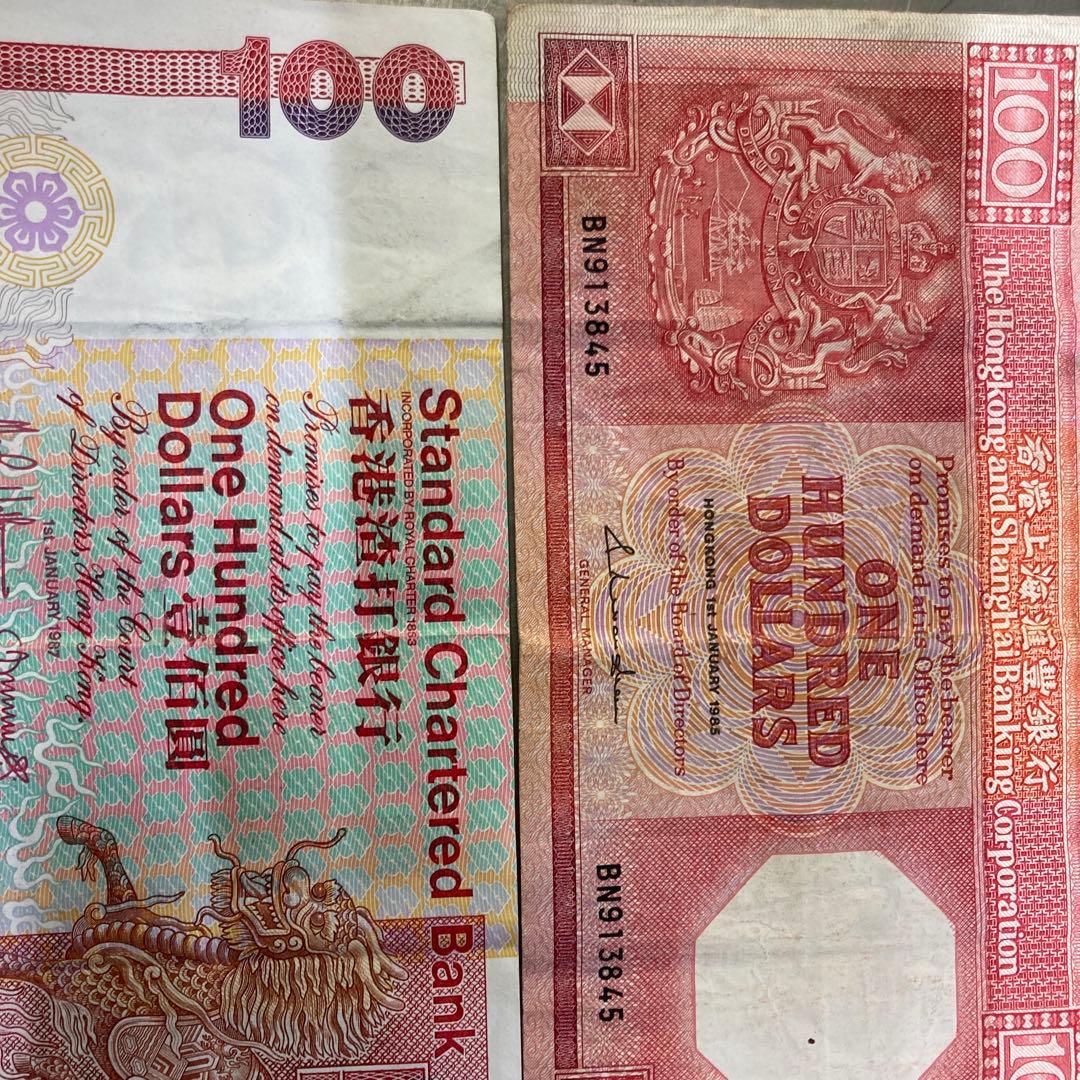 100
Standard Chartered Bank
INCORPORATED BY ROYAL CHARTER 1853
香港渣打銀行
Promises to pay the bearer
on demand at its office here
One Hundred
Dollars 壹佰圓
By order of the Court
of Directors, Hong Kong,
1st JANUARY 1987
100
香港上海滙豐銀行
The Hongkong and Shanghai Banking Corporation
Promises to pay the bearer
on demand at its Office here
ONE
HUNDRED
DOLLARS
HONGKONG 1ST JANUARY 1985
By order of the Board of Directors
GENERAL MANAGER
BN913845
BN913845